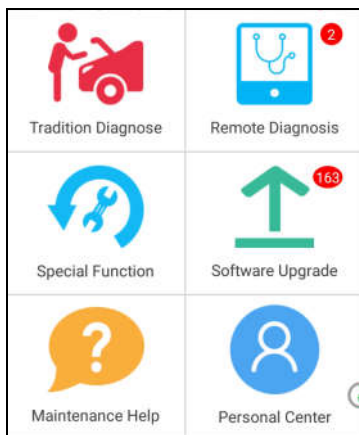 2
Tradition Diagnose
Remote Diagnosis
163
Special Function
Software Upgrade
?
Maintenance Help
Personal Center